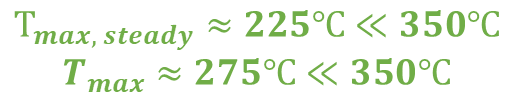 T_max, steady ≈ 225°C ≪ 350°C
T_max ≈ 275°C ≪ 350°C